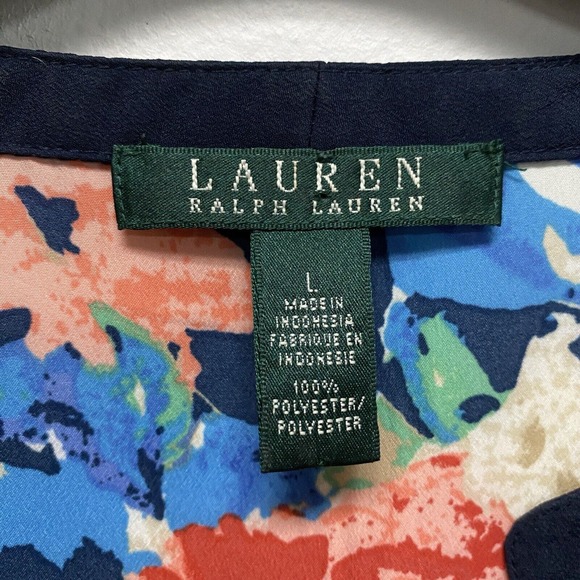 LAUREN
RALPH LAUREN
L
MADE IN
INDONESIA
FABRIQUE EN
INDONESIE
100%
POLYESTER/
POLYESTER